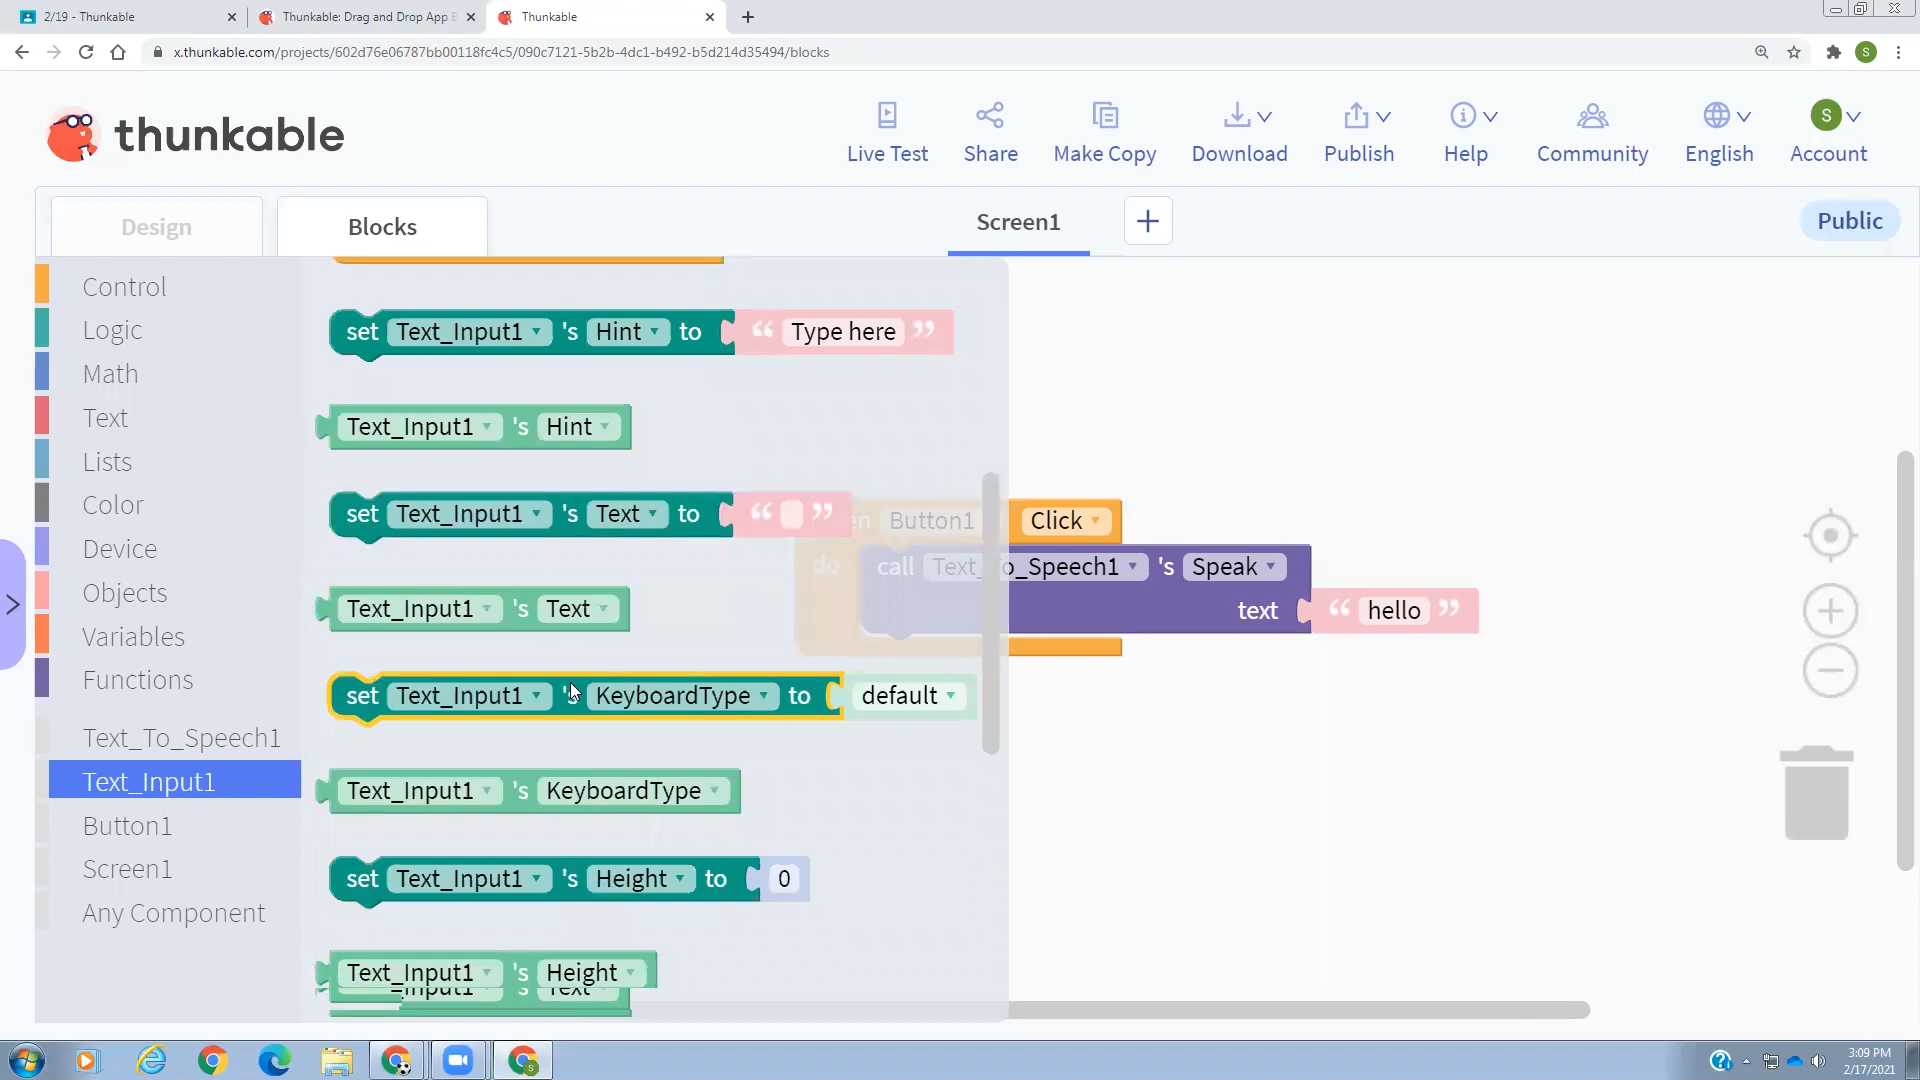 2/19 - Thunkable
Thunkable: Drag and Drop App B
Thunkable
x.thunkable.com/projects/602d76e06787bb00118fc4c5/090c7121-5b2b-4dc1-b492-b5d214d35494/blocks
S
thunkable
Live Test
Share
Make Copy
Download
Publish
Help
Community
English
S
Account
Design
Blocks
Screen1
Public
Control
Logic
Math
Text
Lists
Color
Device
Objects
Variables
Functions
Text_To_Speech1
Text_Input1
Button1
Screen1
Any Component
set Text_Input1 's Hint to “ Type here ”
Text_Input1 's Hint
set Text_Input1 's Text to “ ”
Text_Input1 's Text
set Text_Input1 's KeyboardType to default
Text_Input1 's KeyboardType
set Text_Input1 's Height to 0
Text_Input1 's Height
en Button1 Click
do call Text_To_Speech1 's Speak
text “ hello ”
3:09 PM
2/17/2021